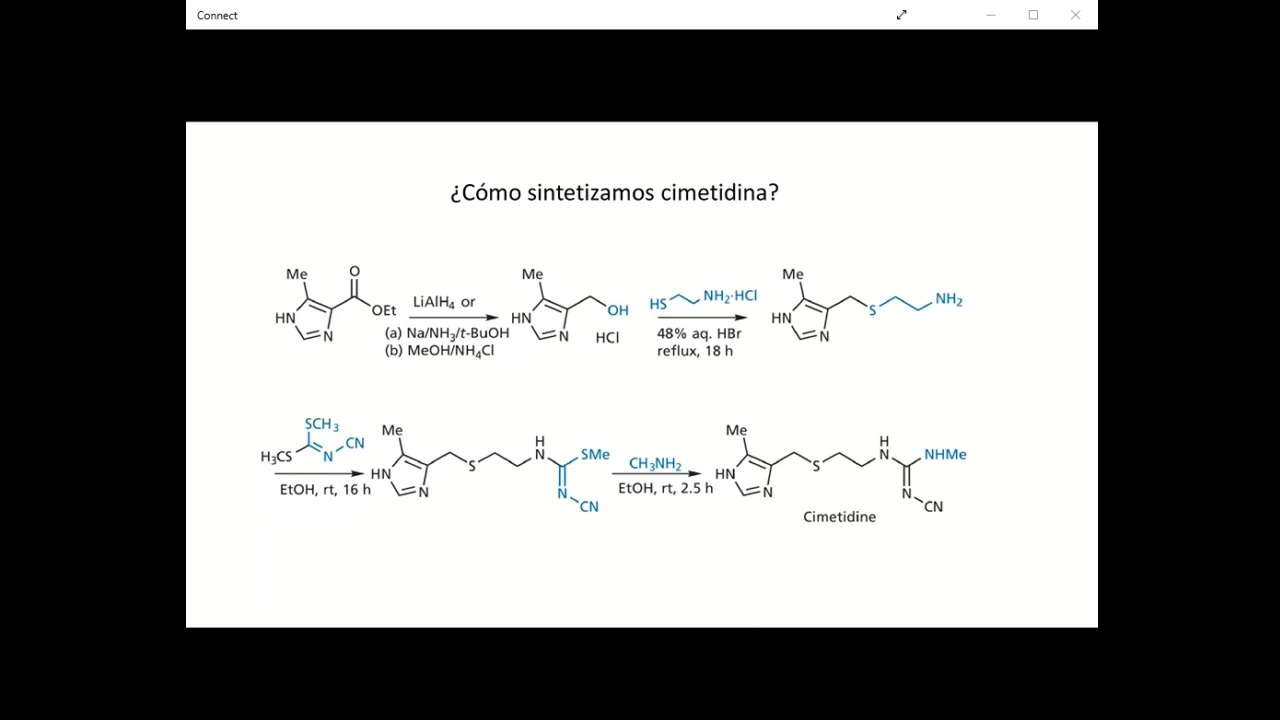 Connect
¿Cómo sintetizamos cimetidina?
Me
O
OEt
HN
N
LiAlH₄ or
(a) Na/NH₃/t-BuOH
(b) MeOH/NH₄Cl
Me
OH
HN
N
HCl
HS
NH₂·HCl
48% aq. HBr
reflux, 18 h
Me
NH₂
S
HN
N
SCH₃
CN
H₃CS
N
EtOH, rt, 16 h
Me
H
N
SMe
S
HN
N
N
CN
CH₃NH₂
EtOH, rt, 2.5 h
Me
H
N
NHMe
S
HN
N
N
CN
Cimetidine